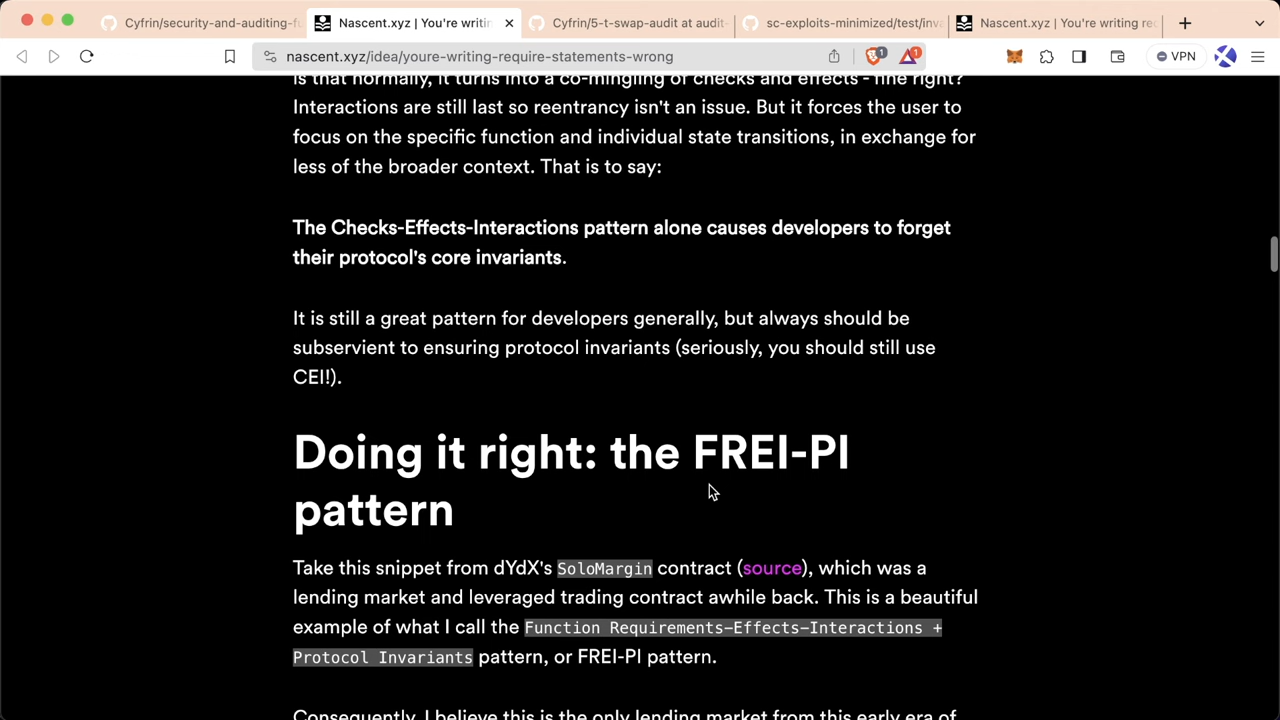 Cyfrin/security-and-auditing-fu
Nascent.xyz | You're writin
Cyfrin/5-t-swap-audit at audit-
sc-exploits-minimized/test/inva
Nascent.xyz | You're writing rec
nascent.xyz/idea/youre-writing-require-statements-wrong
1
1
VPN
is that normally, it turns into a co-mingling of checks and effects - fine right?
Interactions are still last so reentrancy isn't an issue. But it forces the user to
focus on the specific function and individual state transitions, in exchange for
less of the broader context. That is to say:
The Checks-Effects-Interactions pattern alone causes developers to forget
their protocol's core invariants.
It is still a great pattern for developers generally, but always should be
subservient to ensuring protocol invariants (seriously, you should still use
CEI!).
Doing it right: the FREI-PI
pattern
Take this snippet from dYdX's SoloMargin contract (source), which was a
lending market and leveraged trading contract awhile back. This is a beautiful
example of what I call the Function Requirements-Effects-Interactions +
Protocol Invariants pattern, or FREI-PI pattern.
Consequently, I believe this is the only lending market from this early era of